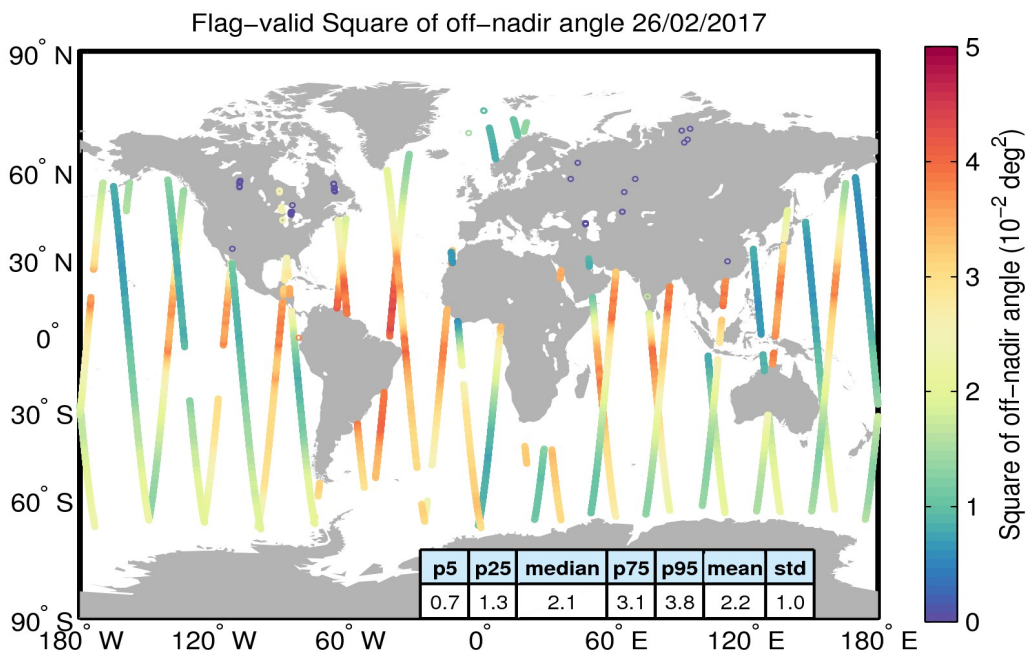 Flag−valid Square of off−nadir angle 26/02/2017
90° N
60° N
30° N
0°
30° S
60° S
90° S
180° W
120° W
60° W
0°
60° E
120° E
180° E
p5 p25 median p75 p95 mean std
0.7 1.3 2.1 3.1 3.8 2.2 1.0
5
4
3
2
1
0
Square of off−nadir angle (10⁻² deg²)